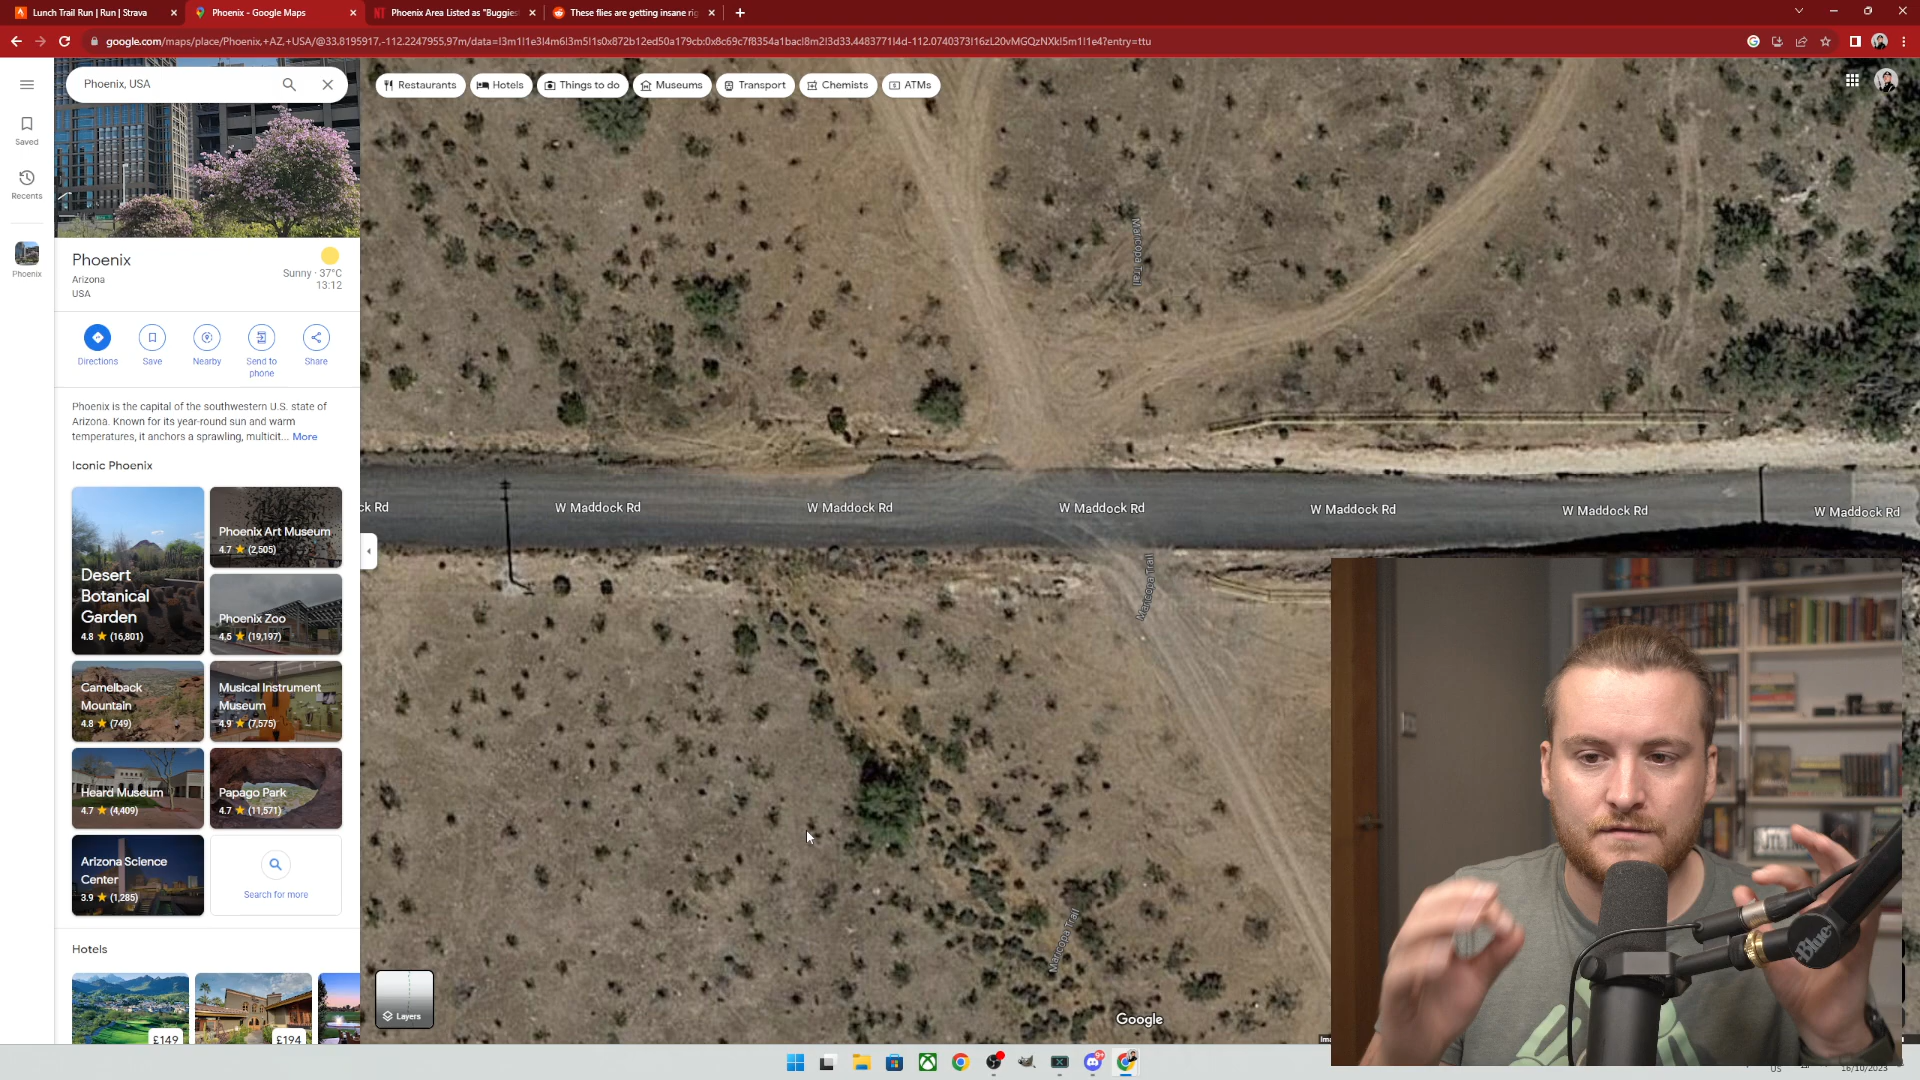 Lunch Trail Run | Run | Strava
Phoenix - Google Maps
Phoenix Area Listed as "Buggies
These flies are getting insane rig
google.com/maps/place/Phoenix,+AZ,+USA/@33.8195917,-112.2247955,97m/data=!3m1!1e3!4m6!3m5!1s0x872b12ed50a179cb:0x8c69c7f8354a1bac!8m2!3d33.4483771!4d-112.0740373!16zL20vMGQzNXk!5m1!1e4?entry=ttu
Phoenix, USA
Restaurants
Hotels
Things to do
Museums
Transport
Chemists
ATMs
Saved
Recents
Phoenix
Phoenix
Arizona
USA
Sunny · 37°C
13:12
Directions
Save
Nearby
Send to
phone
Share
Phoenix is the capital of the southwestern U.S. state of
Arizona. Known for its year-round sun and warm
temperatures, it anchors a sprawling, multicit... More
Iconic Phoenix
Desert
Botanical
Garden
4.8 ★ (16,801)
Phoenix Art Museum
4.7 ★ (2,505)
Phoenix Zoo
4.5 ★ (19,197)
Camelback
Mountain
4.8 ★ (749)
Musical Instrument
Museum
4.9 ★ (7,575)
Heard Museum
4.7 ★ (4,409)
Papago Park
4.7 ★ (11,571)
Arizona Science
Center
3.9 ★ (1,285)
Search for more
Hotels
£149
£194
Maricopa Trail
ck Rd
W Maddock Rd
W Maddock Rd
W Maddock Rd
W Maddock Rd
W Maddock Rd
W Maddock Rd
Maricopa Trail
Maricopa Trail
Layers
Google
Blue
US
16/10/2023